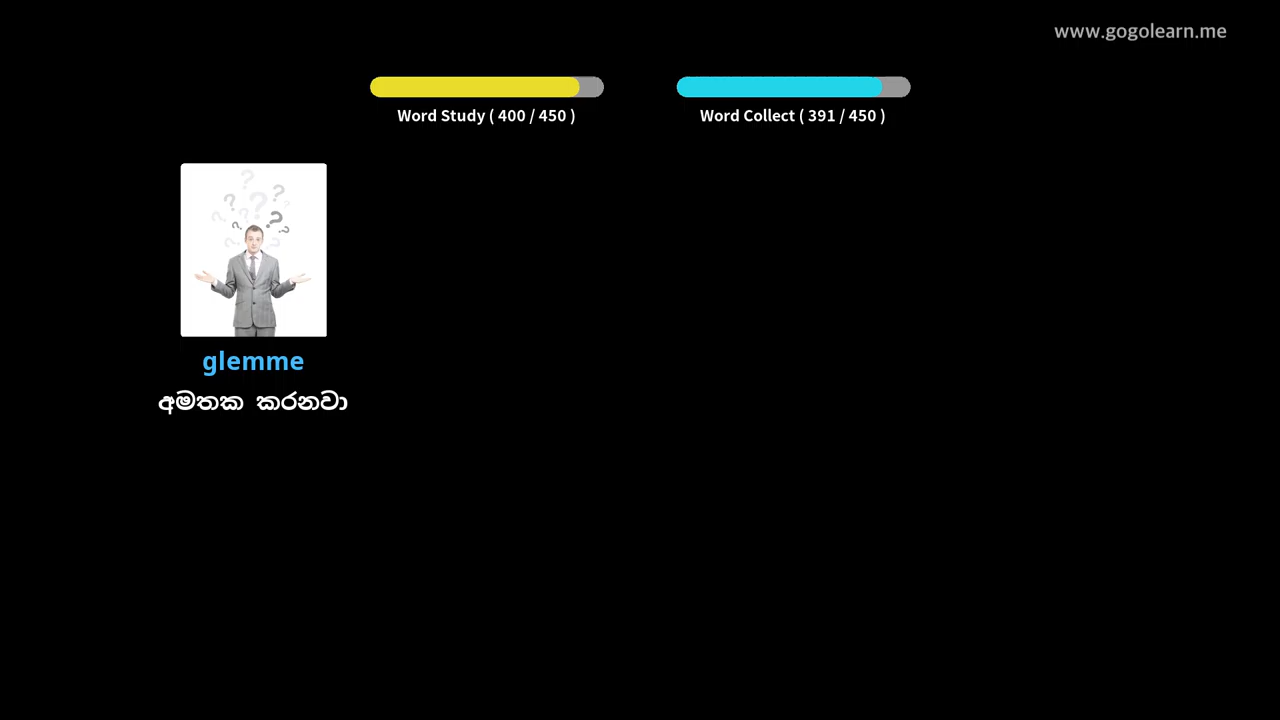 www.gogolearn.me
Word Study ( 400 / 450 )
Word Collect ( 391 / 450 )
glemme
අමතක කරනවා